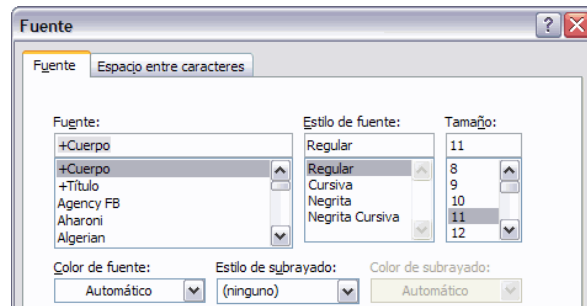 Fuente
Fuente Espacio entre caracteres
Fuente: Estilo de fuente: Tamaño:
+Cuerpo Regular 11
+Cuerpo Regular 8
+Título Cursiva 9
Agency FB Negrita 10
Aharoni Negrita Cursiva 11
Algerian 12
Color de fuente: Estilo de subrayado: Color de subrayado:
Automático (ninguno) Automático